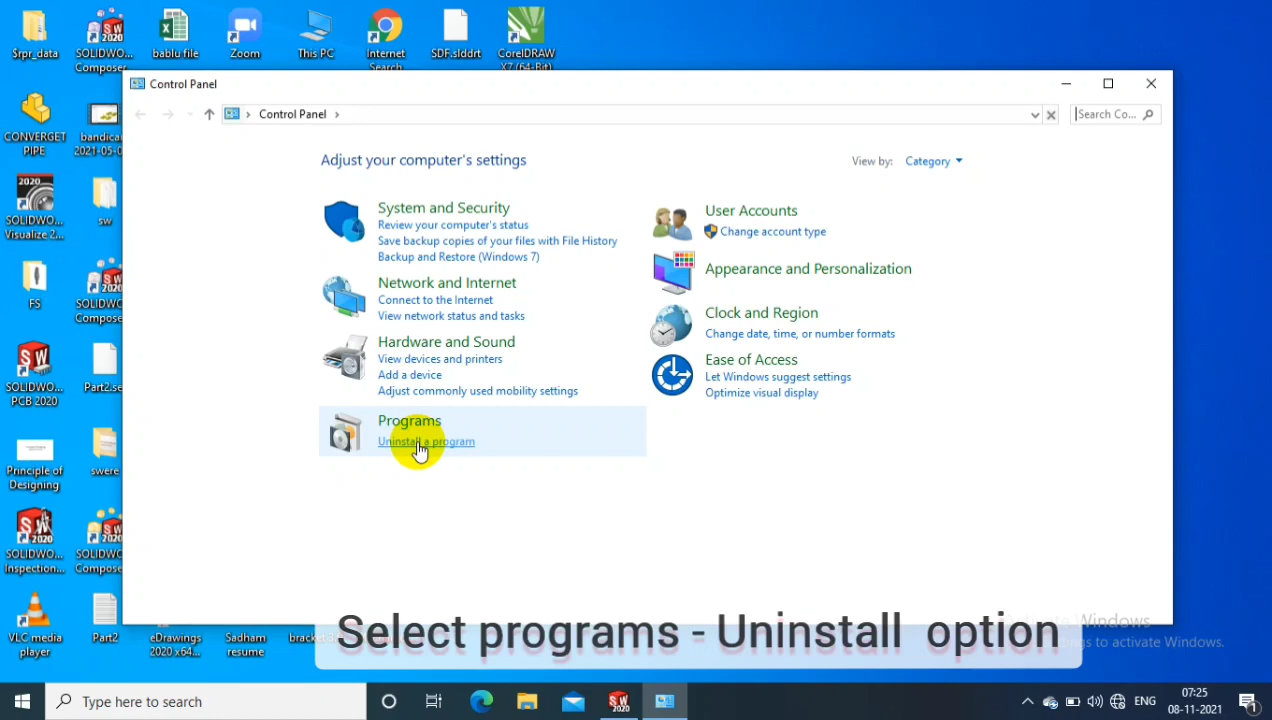 $rpr_data
SOLIDWO...
Composer
bablu file
Zoom
This PC
Internet
Search
SDF.slddrt
CorelDRAW
X7 (64-Bit)
Control Panel
Control Panel
Search Co...
CONVERGET
PIPE
bandica
2021-05-0
Adjust your computer's settings
View by: Category
System and Security
Review your computer's status
Save backup copies of your files with File History
Backup and Restore (Windows 7)
Network and Internet
Connect to the Internet
View network status and tasks
Hardware and Sound
View devices and printers
Add a device
Adjust commonly used mobility settings
Programs
Uninstall a program
User Accounts
Change account type
Appearance and Personalization
Clock and Region
Change date, time, or number formats
Ease of Access
Let Windows suggest settings
Optimize visual display
2020
SOLIDWO...
Visualize 2...
sw
FS
SOLIDWO
Compose
SOLIDWO...
PCB 2020
Part2.se
Principle of
Designing
swere
SOLIDWO...
Inspection...
SOLIDWO
Compose
VLC media
player
Part2
eDrawings
2020 x64...
Sadham
resume
Select programs - Uninstall option
Windows
to activate Windows.
Type here to search
ENG
07:25
08-11-2021